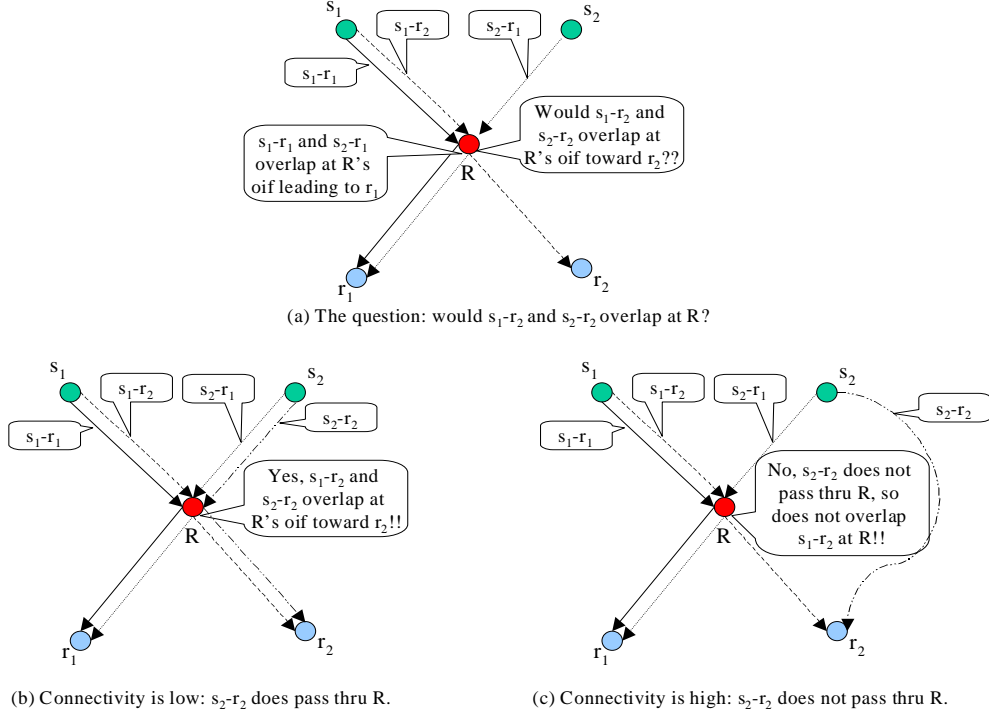 s₁
s₂
s₁-r₂
s₂-r₁
s₁-r₁
Would s₁-r₂ and
s₂-r₂ overlap at
R's oif toward r₂??
s₁-r₁ and s₂-r₁
overlap at R's
oif leading to r₁
R
r₁
r₂
(a) The question: would s₁-r₂ and s₂-r₂ overlap at R?
s₁
s₂
s₁-r₂
s₂-r₁
s₂-r₂
s₁-r₁
Yes, s₁-r₂ and
s₂-r₂ overlap at
R's oif toward r₂!!
R
r₁
r₂
(b) Connectivity is low: s₂-r₂ does pass thru R.
s₁
s₂
s₁-r₂
s₂-r₁
s₂-r₂
s₁-r₁
No, s₂-r₂ does not
pass thru R, so
does not overlap
s₁-r₂ at R!!
R
r₁
r₂
(c) Connectivity is high: s₂-r₂ does not pass thru R.